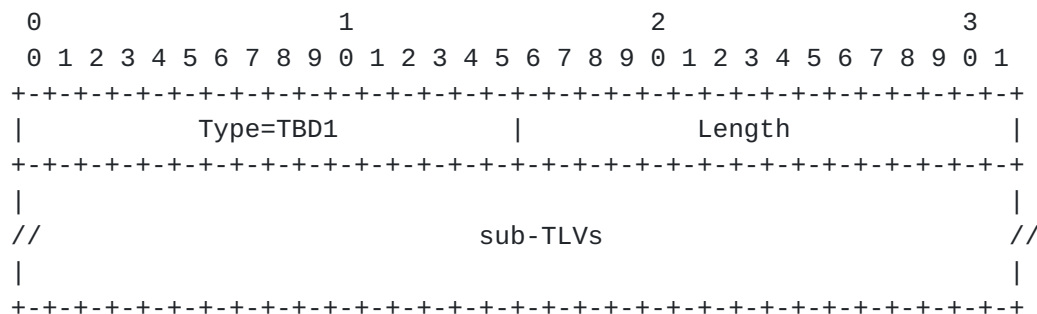 0                   1                   2                   3
 0 1 2 3 4 5 6 7 8 9 0 1 2 3 4 5 6 7 8 9 0 1 2 3 4 5 6 7 8 9 0 1
+-+-+-+-+-+-+-+-+-+-+-+-+-+-+-+-+-+-+-+-+-+-+-+-+-+-+-+-+-+-+-+-+
|           Type=TBD1           |           Length              |
+-+-+-+-+-+-+-+-+-+-+-+-+-+-+-+-+-+-+-+-+-+-+-+-+-+-+-+-+-+-+-+-+
|                                                               |
//                            sub-TLVs                          //
|                                                               |
+-+-+-+-+-+-+-+-+-+-+-+-+-+-+-+-+-+-+-+-+-+-+-+-+-+-+-+-+-+-+-+-+